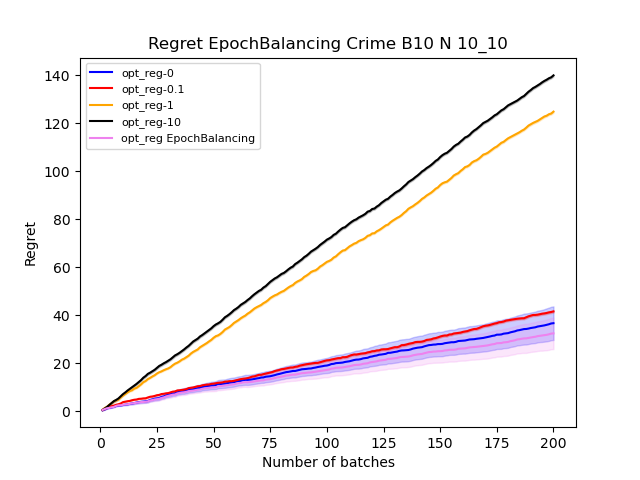 Regret EpochBalancing Crime B10 N 10_10
opt_reg-0
opt_reg-0.1
opt_reg-1
opt_reg-10
opt_reg EpochBalancing
Regret
140
120
100
80
60
40
20
0
0 25 50 75 100 125 150 175 200
Number of batches